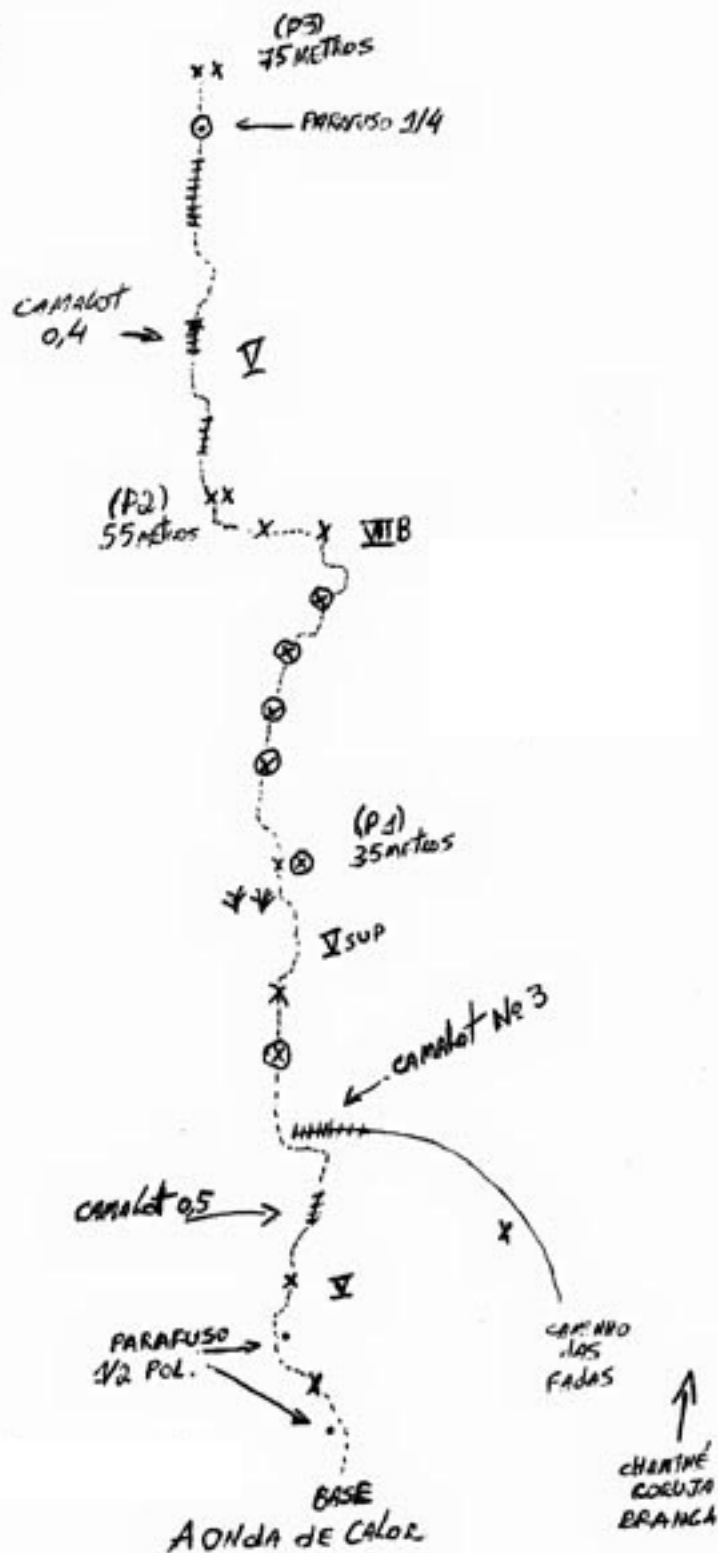 (P3)
75 METROS
PARAFUSO 1/4
CAMALOT
0,4
V
(P2)
55 METROS
VIIB
(P1)
35 METROS
V SUP
CAMALOT Nº 3
CAMALOT 0,5
V
PARAFUSO
1/2 POL.
CAMINHO
DAS
FADAS
CHAMINÉ
CORUJA
BRANCA
BASE
A ONDA DE CALOR